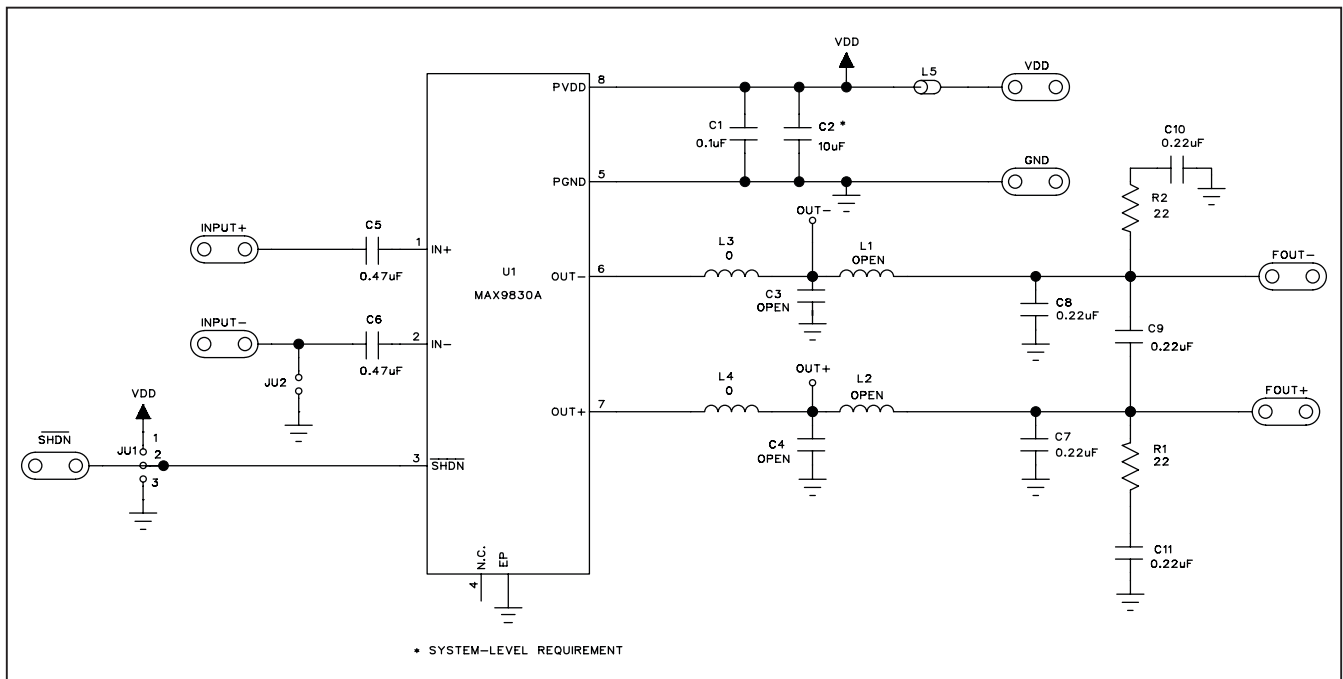 VDD
L5
VDD
8
PVDD
C1
0.1uF
C2 *
10uF
C10
0.22uF
GND
5
PGND
R2
22
OUT-
INPUT+
C5
1
IN+
0.47uF
L3
0
L1
OPEN
U1
MAX9830A
OUT-
6
FOUT-
C3
OPEN
C8
0.22uF
C9
0.22uF
INPUT-
C6
2
IN-
0.47uF
JU2
L4
0
OUT+
L2
OPEN
OUT+
7
FOUT+
VDD
SHDN
JU1
1
2
3
3
SHDN
C4
OPEN
C7
0.22uF
R1
22
C11
0.22uF
N.C.
EP
4
* SYSTEM-LEVEL REQUIREMENT